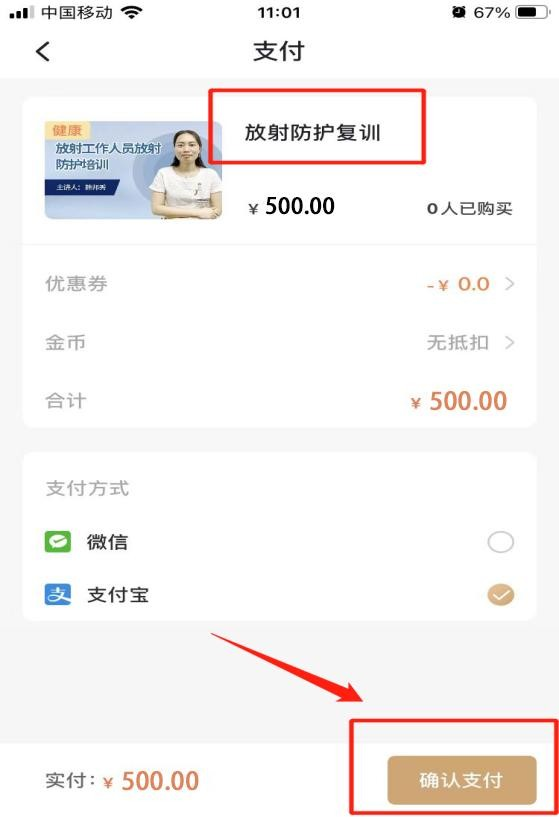 中国移动 11:01 67%
支付
健康
放射工作人员放射
防护培训
主讲人：
放射防护复训
¥ 500.00 0人已购买
优惠券 -¥ 0.0
金币 无抵扣
合计 ¥ 500.00
支付方式
微信
支 支付宝
实付: ¥ 500.00 确认支付